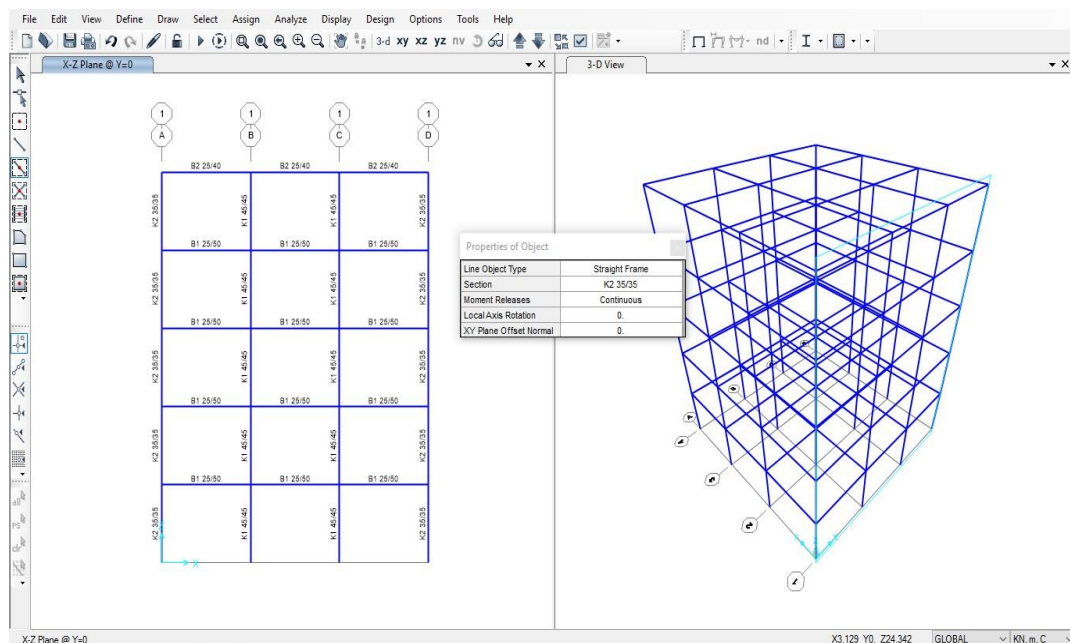 File Edit View Define Draw Select Assign Analyze Display Design Options Tools Help
3-d xy xz yz nv
nd
X-Z Plane @ Y=0
3-D View
1 1 1 1
A B C D
B2 25/40 B2 25/40 B2 25/40
K2 35/35 K1 45/45 K1 45/45 K2 35/35
B1 25/50 B1 25/50 B1 25/50
K2 35/35 K1 45/45 K1 45/45 K2 35/35
B1 25/50 B1 25/50 B1 25/50
K2 35/35 K1 45/45 K1 45/45 K2 35/35
B1 25/50 B1 25/50 B1 25/50
K2 35/35 K1 45/45 K1 45/45 K2 35/35
B1 25/50 B1 25/50 B1 25/50
K2 35/35 K1 45/45 K1 45/45 K2 35/35
X
Properties of Object
Line Object Type Straight Frame
Section K2 35/35
Moment Releases Continuous
Local Axis Rotation 0.
XY Plane Offset Normal 0.
all
PS
clr
X-Z Plane @ Y=0
X3.129 Y0. Z24.342 GLOBAL KN, m, C